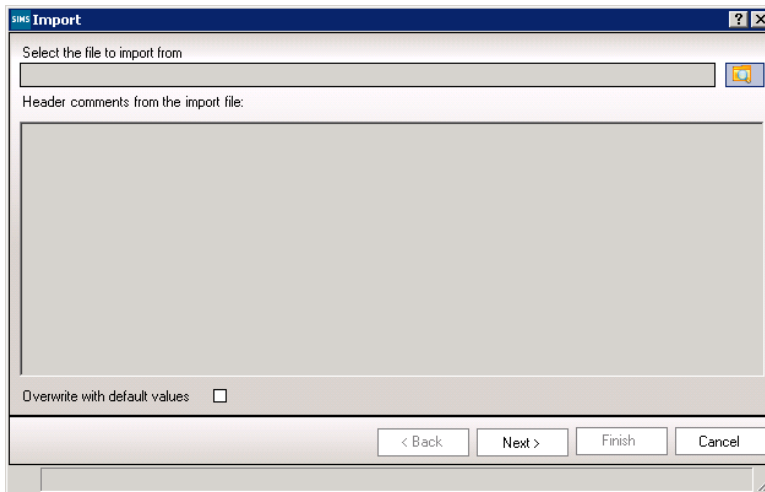 SIMS Import ?
Select the file to import from
Header comments from the import file:
Overwrite with default values
< Back Next > Finish Cancel